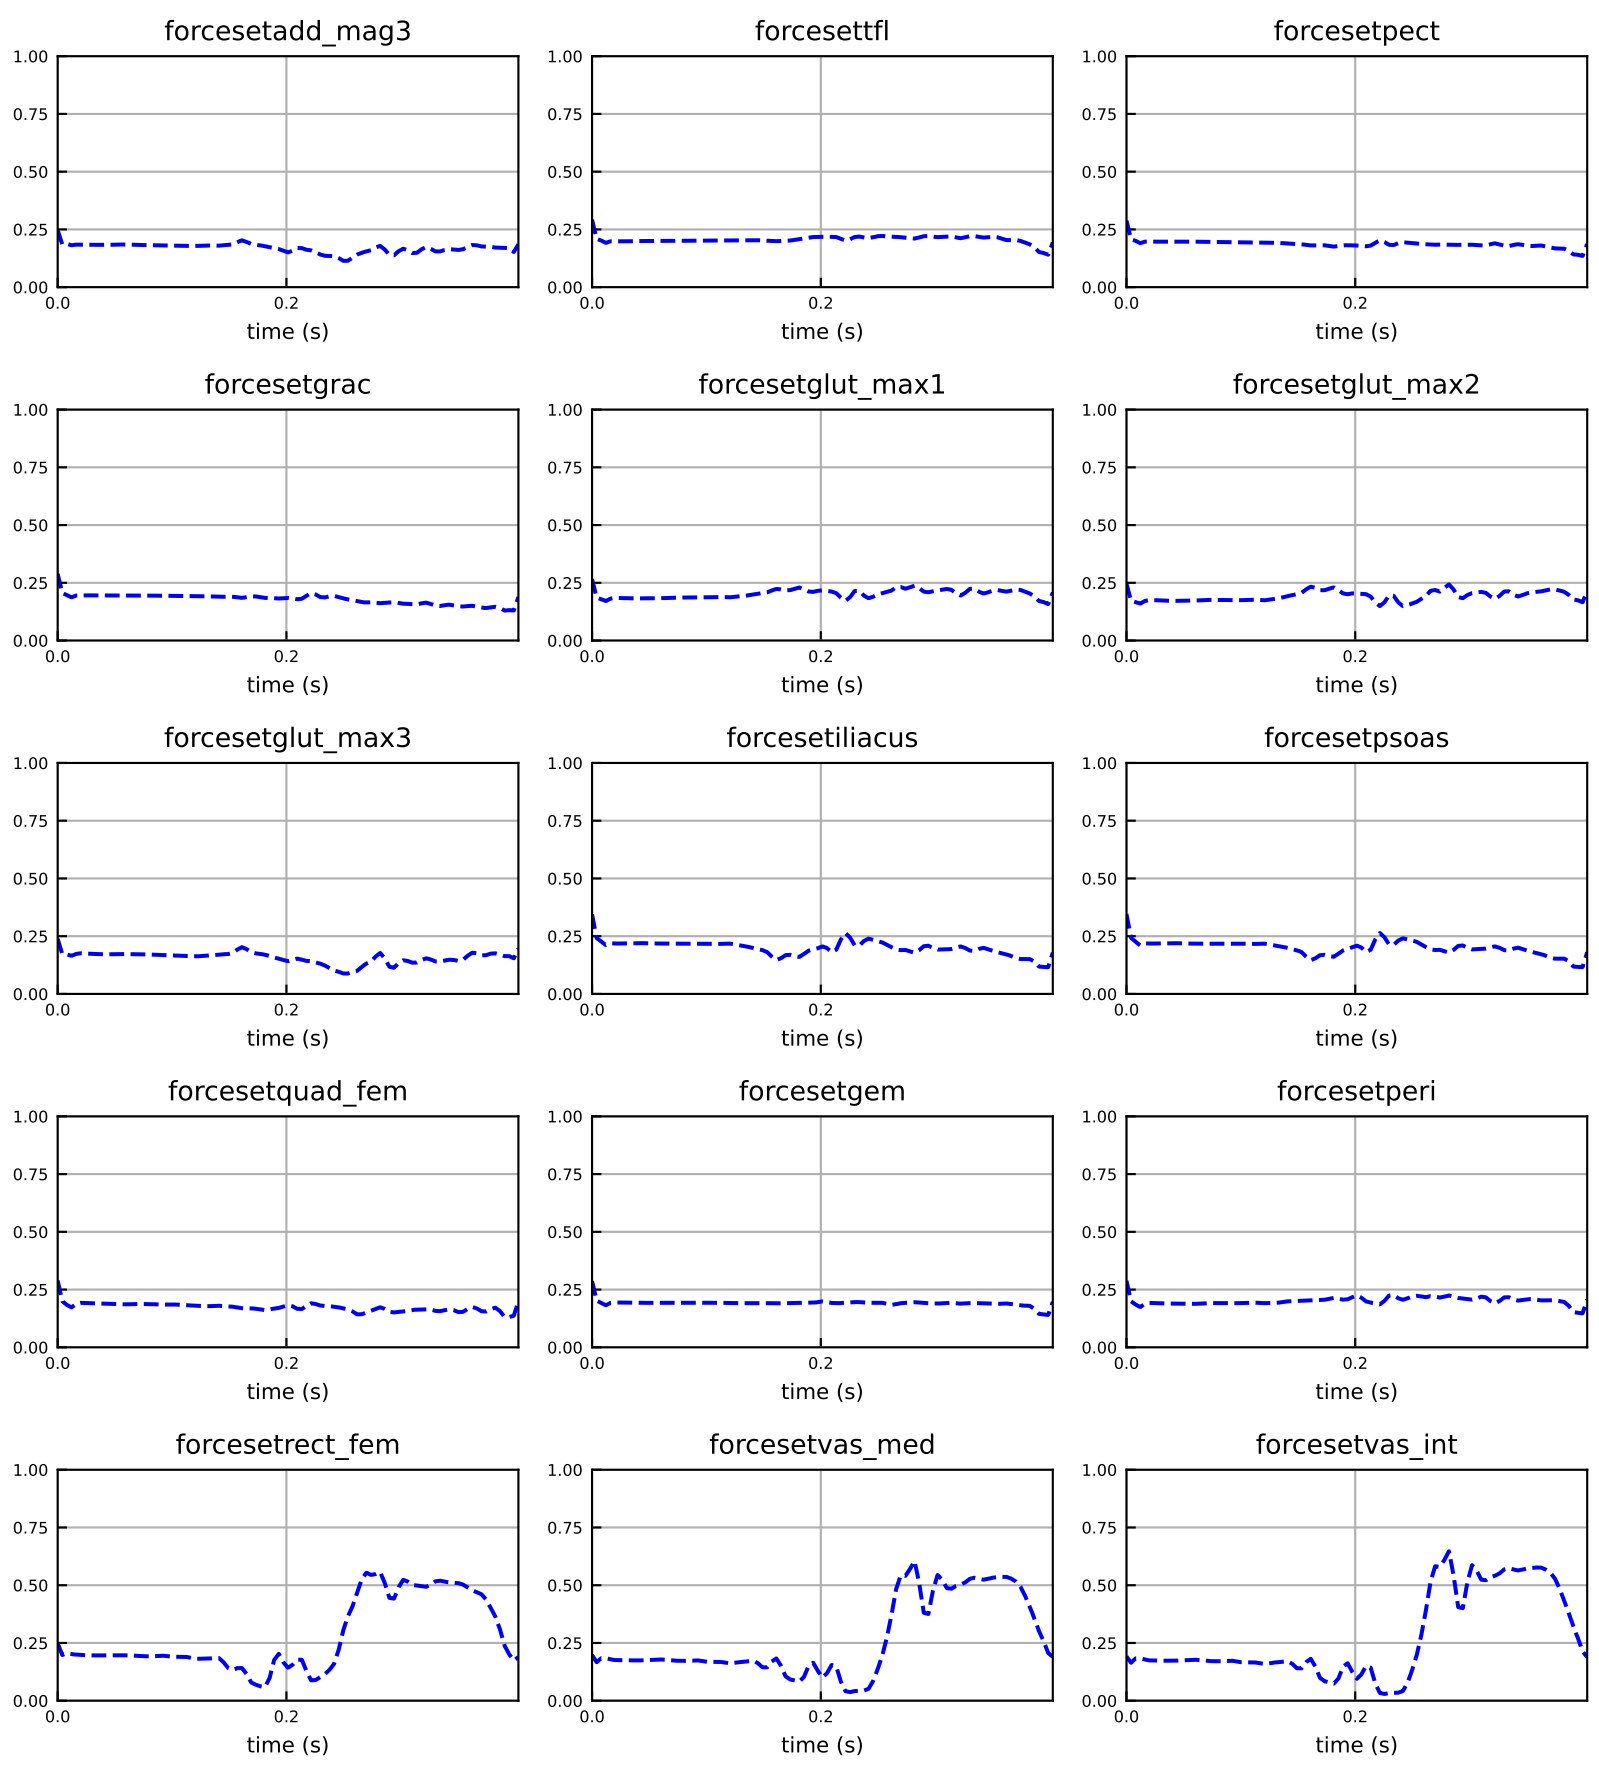 forcesetadd_mag3 forcesettfl forcesetpect
1.00 1.00 1.00
0.75 0.75 0.75
0.50 0.50 0.50
0.25 0.25 0.25
0.00 0.00 0.00
0.0 0.2 0.0 0.2 0.0 0.2
time (s) time (s) time (s)
forcesetgrac forcesetglut_max1 forcesetglut_max2
1.00 1.00 1.00
0.75 0.75 0.75
0.50 0.50 0.50
0.25 0.25 0.25
0.00 0.00 0.00
0.0 0.2 0.0 0.2 0.0 0.2
time (s) time (s) time (s)
forcesetglut_max3 forcesetiliacus forcesetpsoas
1.00 1.00 1.00
0.75 0.75 0.75
0.50 0.50 0.50
0.25 0.25 0.25
0.00 0.00 0.00
0.0 0.2 0.0 0.2 0.0 0.2
time (s) time (s) time (s)
forcesetquad_fem forcesetgem forcesetperi
1.00 1.00 1.00
0.75 0.75 0.75
0.50 0.50 0.50
0.25 0.25 0.25
0.00 0.00 0.00
0.0 0.2 0.0 0.2 0.0 0.2
time (s) time (s) time (s)
forcesetrect_fem forcesetvas_med forcesetvas_int
1.00 1.00 1.00
0.75 0.75 0.75
0.50 0.50 0.50
0.25 0.25 0.25
0.00 0.00 0.00
0.0 0.2 0.0 0.2 0.0 0.2
time (s) time (s) time (s)